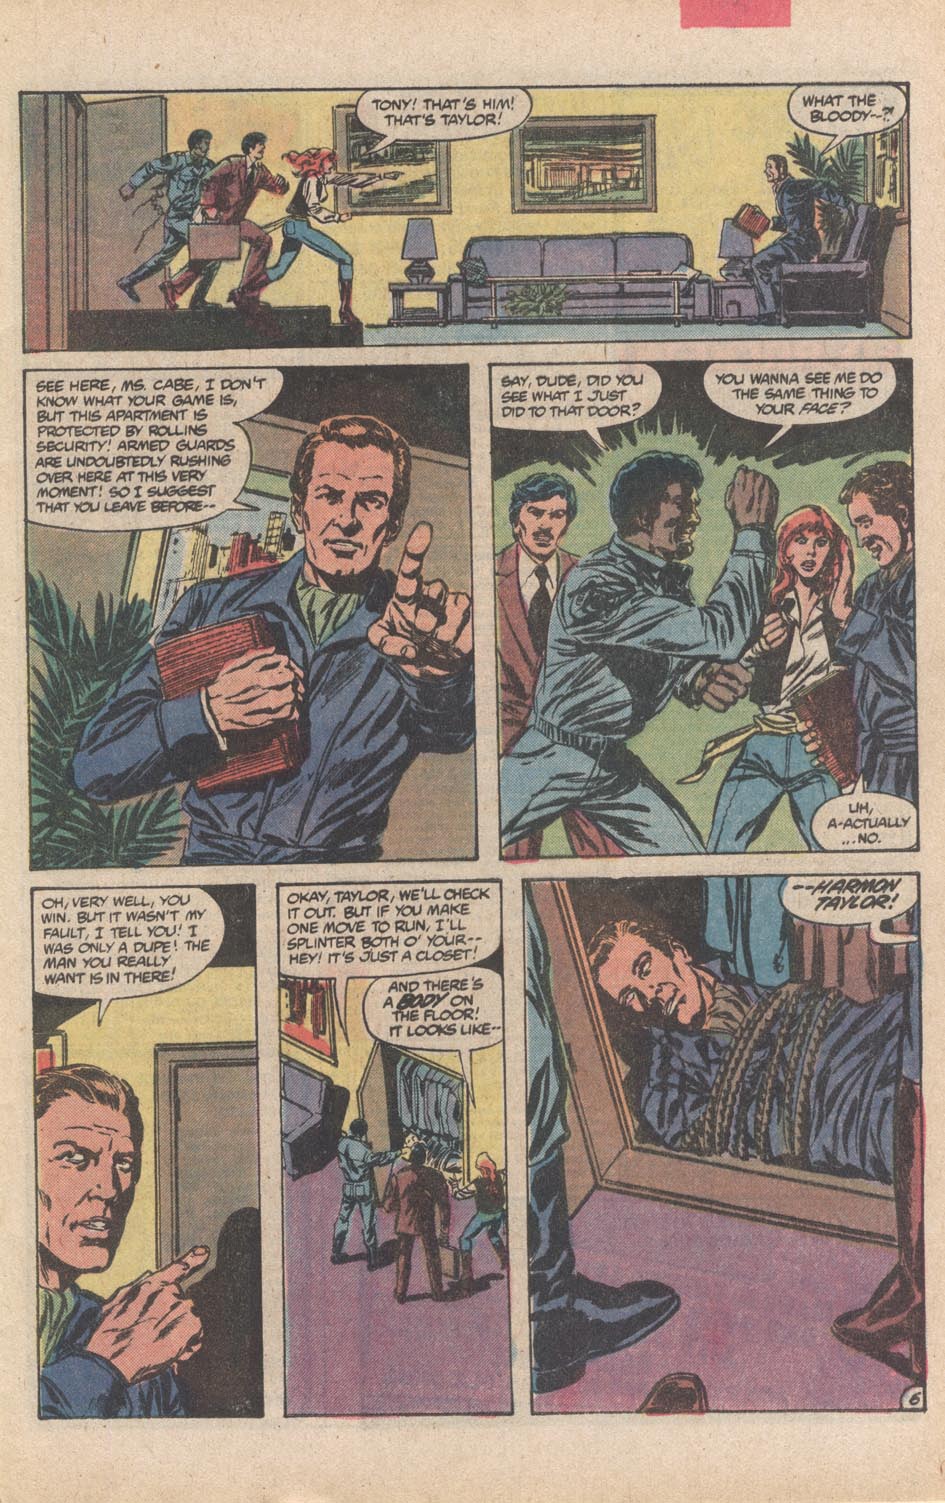 TONY! THAT'S HIM!
THAT'S TAYLOR!
WHAT THE
BLOODY--?!
SEE HERE, MS. CABE, I DON'T
KNOW WHAT YOUR GAME IS,
BUT THIS APARTMENT IS
PROTECTED BY ROLLINS
SECURITY! ARMED GUARDS
ARE UNDOUBTEDLY RUSHING
OVER HERE AT THIS VERY
MOMENT! SO I SUGGEST
THAT YOU LEAVE BEFORE--
SAY, DUDE, DID YOU
SEE WHAT I JUST
DID TO THAT DOOR?
YOU WANNA SEE ME DO
THE SAME THING TO
YOUR FACE?
UH,
A-ACTUALLY
...NO.
OH, VERY WELL, YOU
WIN. BUT IT WASN'T MY
FAULT, I TELL YOU! I
WAS ONLY A DUPE! THE
MAN YOU REALLY
WANT IS IN THERE!
OKAY, TAYLOR, WE'LL CHECK
IT OUT. BUT IF YOU MAKE
ONE MOVE TO RUN, I'LL
SPLINTER BOTH O' YOUR--
HEY! IT'S JUST A CLOSET!
AND THERE'S
A BODY ON
THE FLOOR!
IT LOOKS LIKE--
--HARMON
TAYLOR!
6